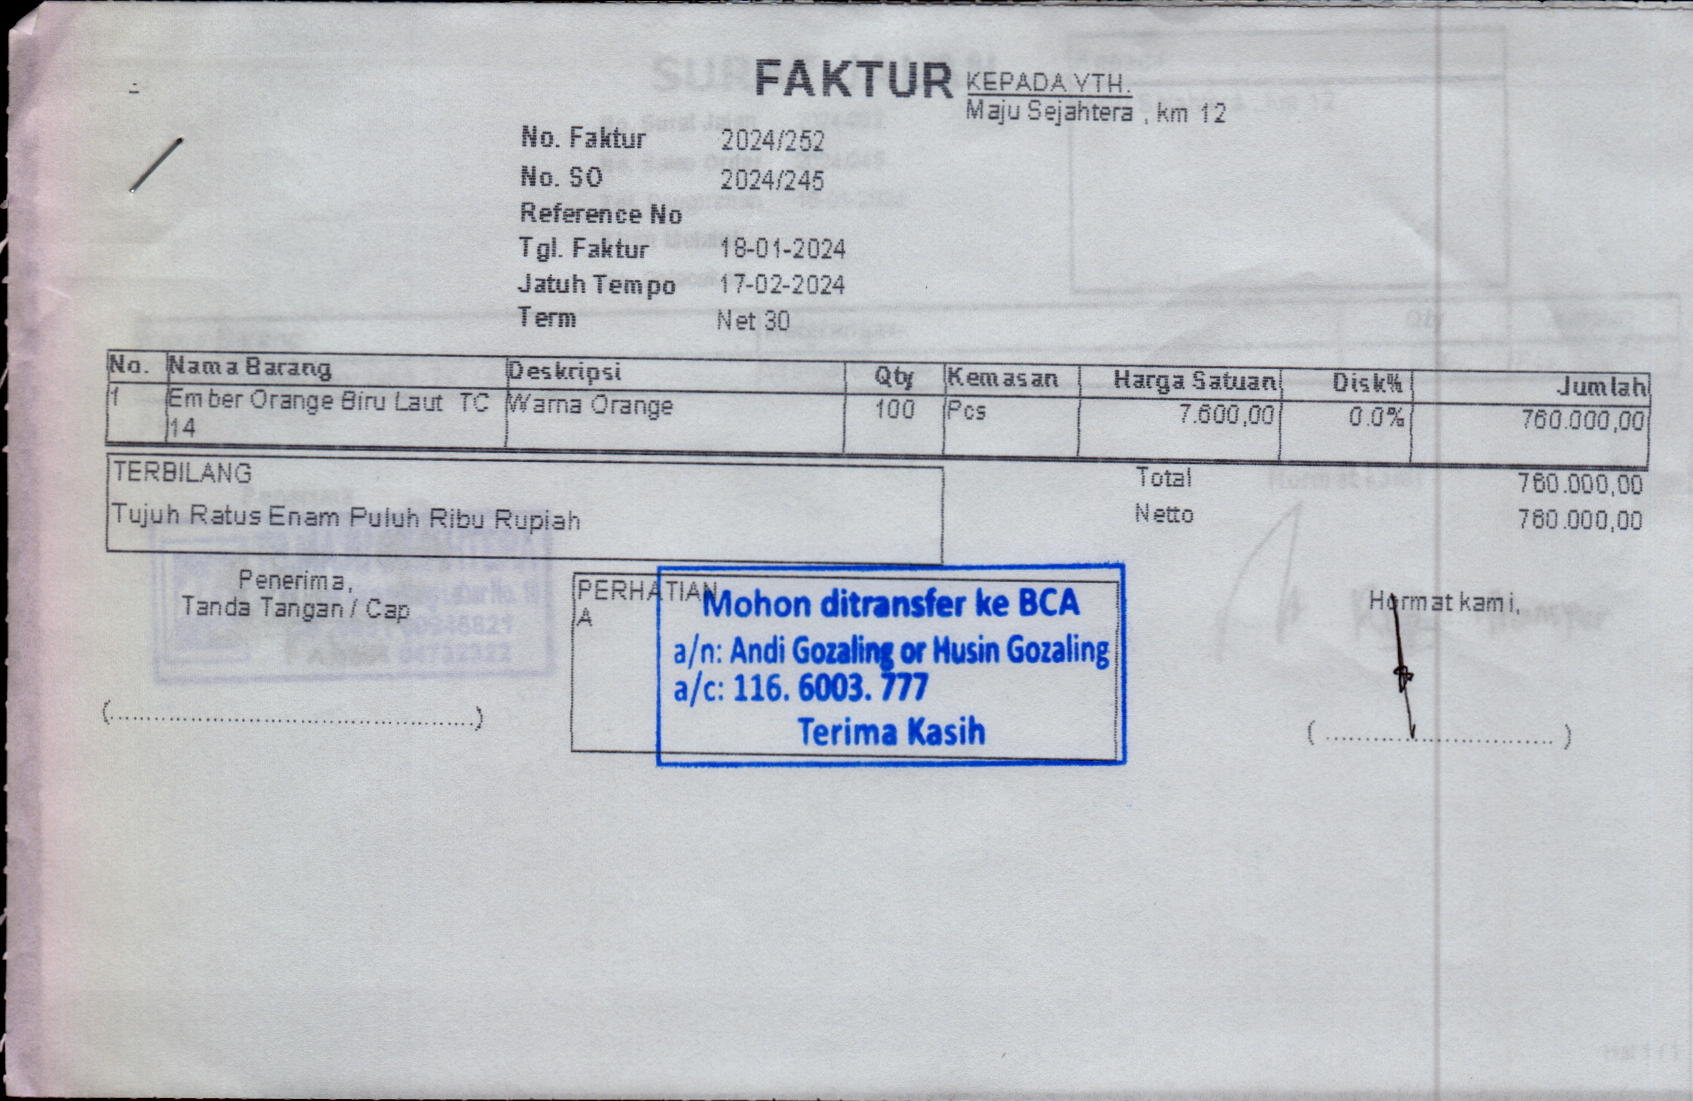 FAKTUR
KEPADA YTH.
Maju Sejahtera , km 12
No. Faktur 2024/252
No. SO 2024/245
Reference No
Tgl. Faktur 18-01-2024
Jatuh Tempo 17-02-2024
Term Net 30
No. Nama Barang Deskripsi Qty Kemasan Harga Satuan Disk% Jumlah
1 Ember Orange Biru Laut TC Warna Orange 100 Pcs 7.600,00 0.0% 760.000,00
14
TERBILANG
Tujuh Ratus Enam Puluh Ribu Rupiah
Total 760.000,00
Netto 760.000,00
Penerima,
Tanda Tangan / Cap
(................................................)
PERHATIAN
A
Mohon ditransfer ke BCA
a/n: Andi Gozaling or Husin Gozaling
a/c: 116. 6003. 777
Terima Kasih
Hormat kami,
( .............................. )